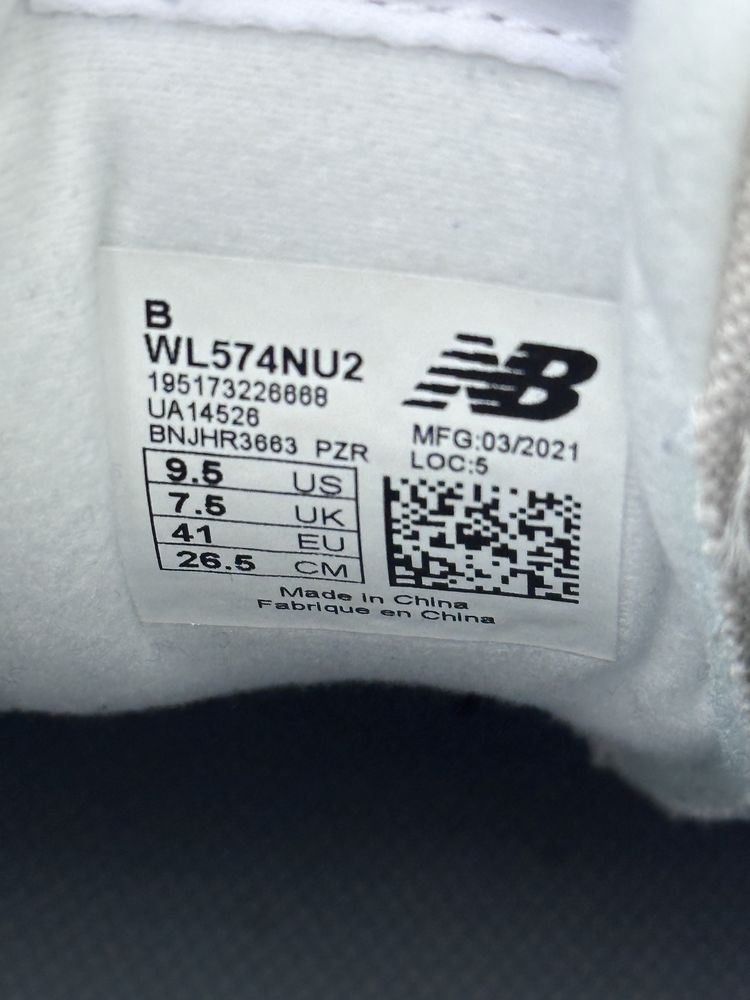 B
WL574NU2
195173226668
UA14526
BNJHR3663 PZR
NB
MFG:03/2021
LOC:5
9.5 US
7.5 UK
41 EU
26.5 CM
Made in China
Fabrique en China